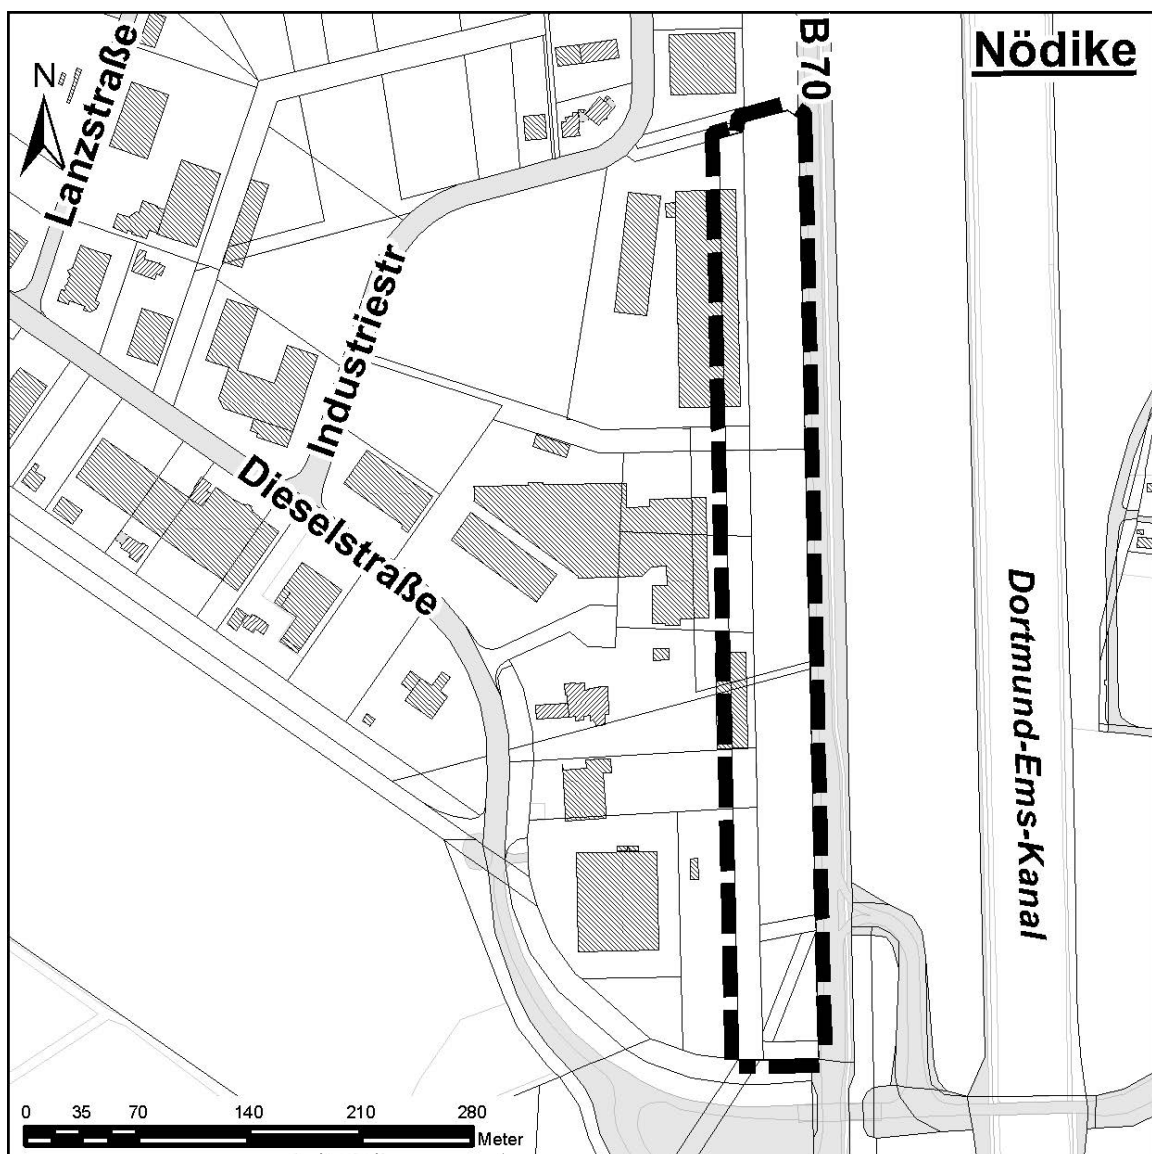 Nödike
B 70
N
Lanzstraße
Industriestr
Dieselstraße
Dortmund-Ems-Kanal
0 35 70 140 210 280
Meter